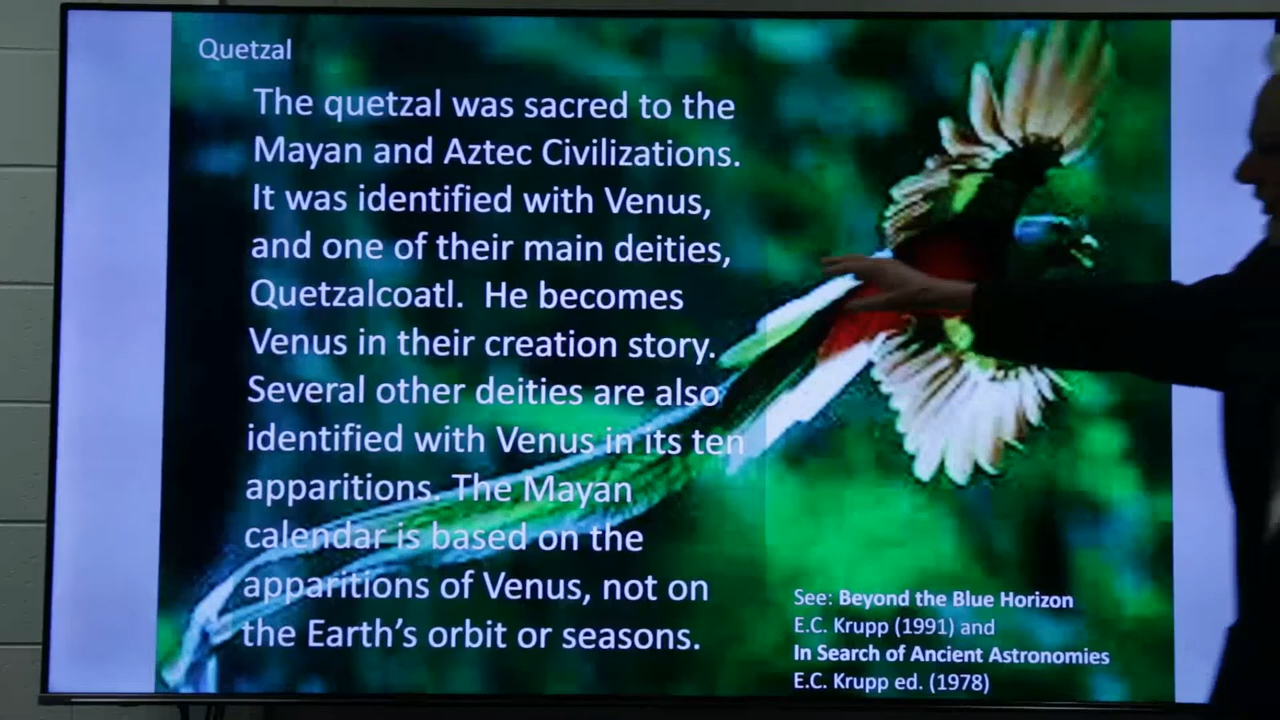 Quetzal
The quetzal was sacred to the
Mayan and Aztec Civilizations.
It was identified with Venus,
and one of their main deities,
Quetzalcoatl. He becomes
Venus in their creation story.
Several other deities are also
identified with Venus in its ten
apparitions. The Mayan
calendar is based on the
apparitions of Venus, not on
the Earth's orbit or seasons.
See: Beyond the Blue Horizon
E.C. Krupp (1991) and
In Search of Ancient Astronomies
E.C. Krupp ed. (1978)